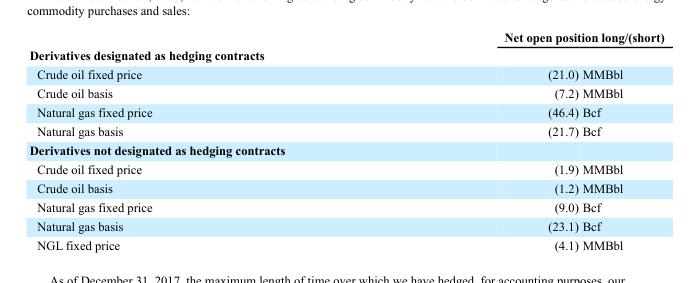 commodity purchases and sales:
Net open position long/(short)
Derivatives designated as hedging contracts
Crude oil fixed price (21.0) MMBbl
Crude oil basis (7.2) MMBbl
Natural gas fixed price (46.4) Bcf
Natural gas basis (21.7) Bcf
Derivatives not designated as hedging contracts
Crude oil fixed price (1.9) MMBbl
Crude oil basis (1.2) MMBbl
Natural gas fixed price (9.0) Bcf
Natural gas basis (23.1) Bcf
NGL fixed price (4.1) MMBbl
As of December 31, 2017, the maximum length of time over which we have hedged, for accounting purposes, our